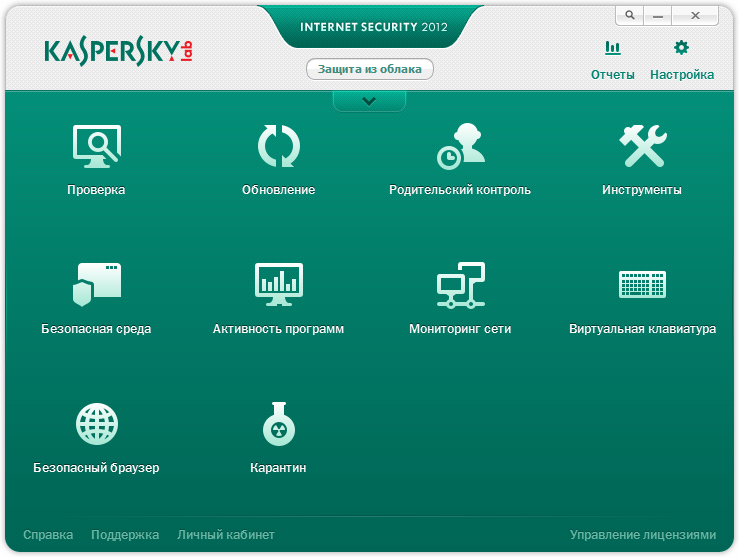 KASPERSKY lab
INTERNET SECURITY 2012
Защита из облака
Отчеты
Настройка
Проверка
Обновление
Родительский контроль
Инструменты
Безопасная среда
Активность программ
Мониторинг сети
Виртуальная клавиатура
Безопасный браузер
Карантин
Справка
Поддержка
Личный кабинет
Управление лицензиями